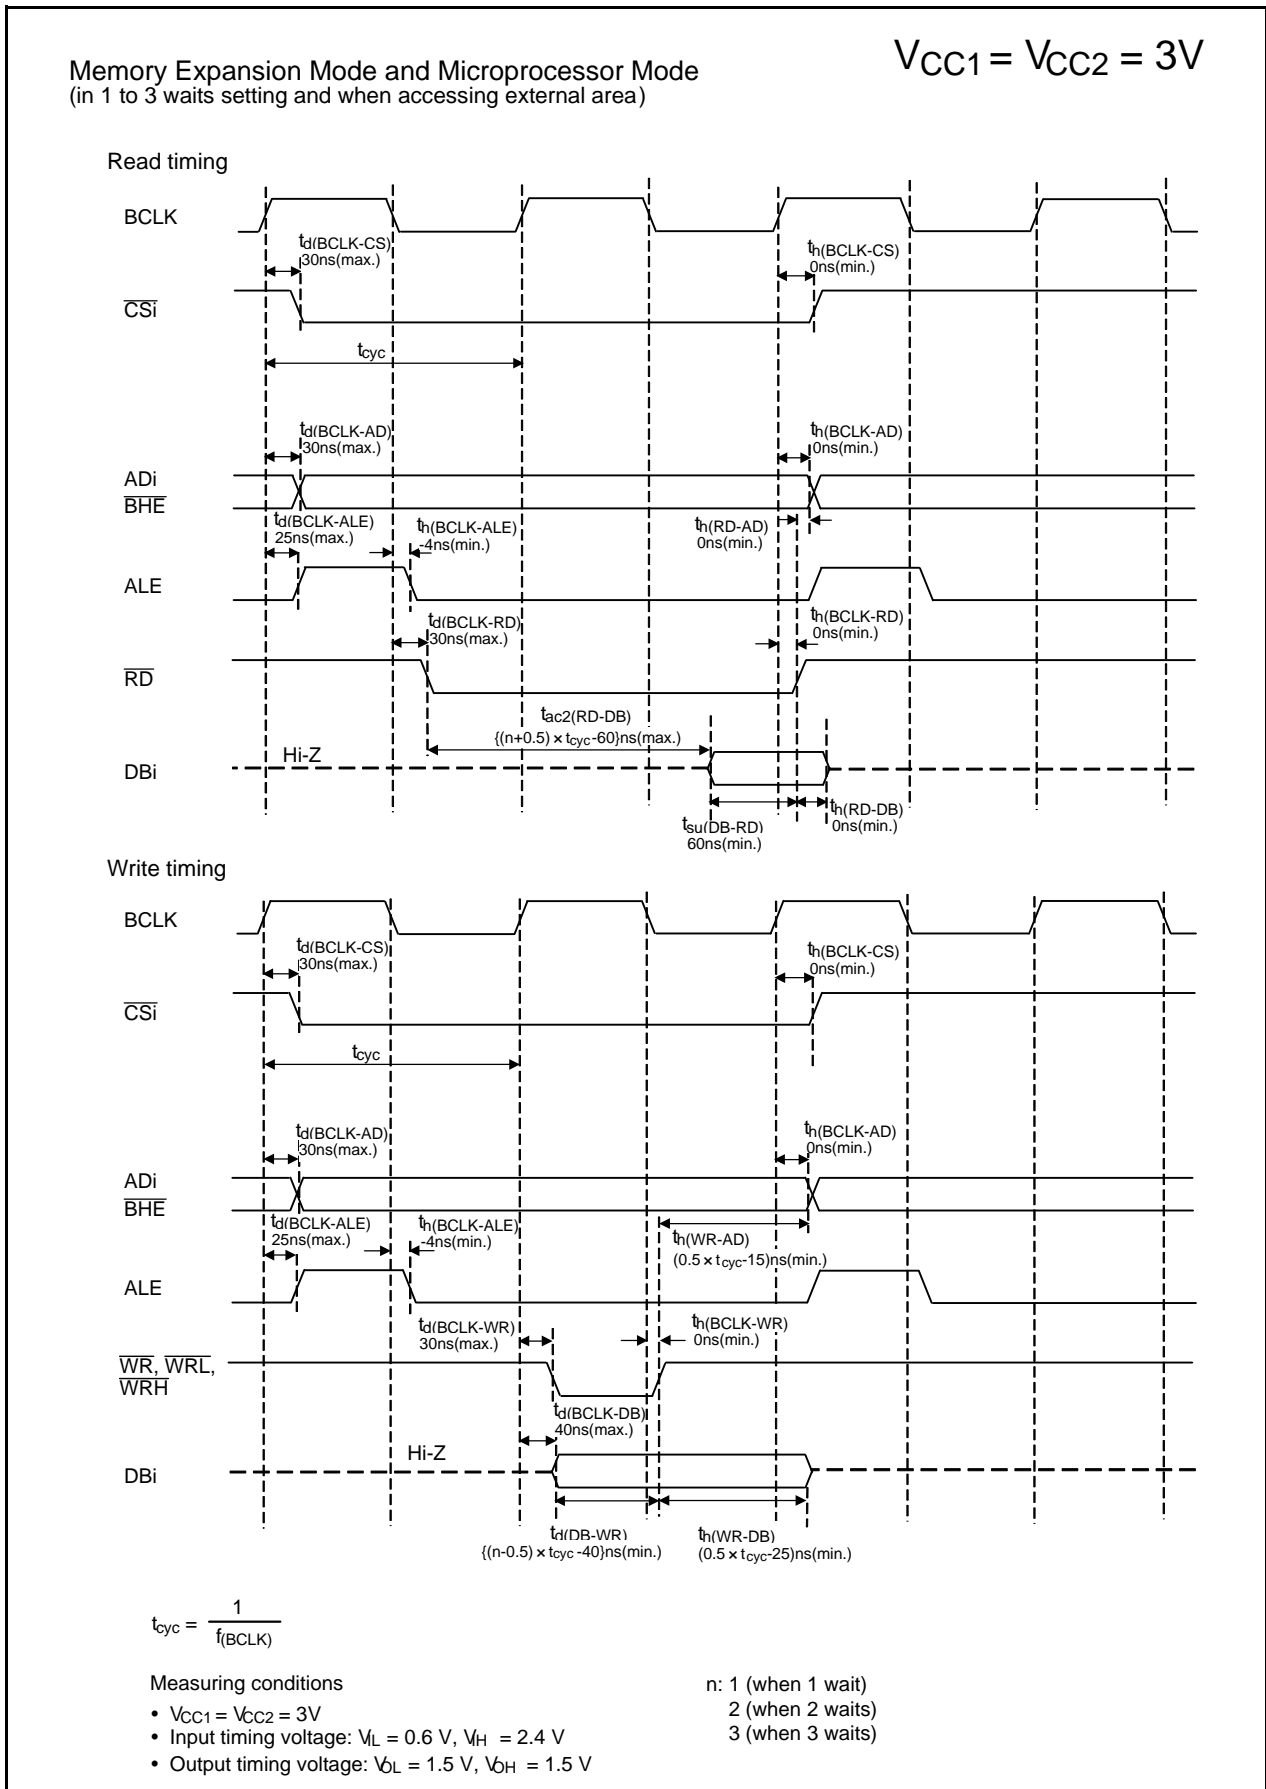 VCC1 = VCC2 = 3V
Memory Expansion Mode and Microprocessor Mode
(in 1 to 3 waits setting and when accessing external area)
Read timing
BCLK
td(BCLK-CS)
30ns(max.)
th(BCLK-CS)
0ns(min.)
CSi
tcyc
td(BCLK-AD)
30ns(max.)
th(BCLK-AD)
0ns(min.)
ADi
BHE
td(BCLK-ALE)
25ns(max.)
th(BCLK-ALE)
-4ns(min.)
th(RD-AD)
0ns(min.)
ALE
td(BCLK-RD)
30ns(max.)
th(BCLK-RD)
0ns(min.)
RD
tac2(RD-DB)
{(n+0.5) × tcyc-60}ns(max.)
Hi-Z
DBi
tsu(DB-RD)
60ns(min.)
th(RD-DB)
0ns(min.)
Write timing
BCLK
td(BCLK-CS)
30ns(max.)
th(BCLK-CS)
0ns(min.)
CSi
tcyc
td(BCLK-AD)
30ns(max.)
th(BCLK-AD)
0ns(min.)
ADi
BHE
td(BCLK-ALE)
25ns(max.)
th(BCLK-ALE)
-4ns(min.)
th(WR-AD)
(0.5 × tcyc-15)ns(min.)
ALE
td(BCLK-WR)
30ns(max.)
th(BCLK-WR)
0ns(min.)
WR, WRL,
WRH
td(BCLK-DB)
40ns(max.)
Hi-Z
DBi
td(DB-WR)
{(n-0.5) × tcyc -40}ns(min.)
th(WR-DB)
(0.5 × tcyc-25)ns(min.)
tcyc = 1
f(BCLK)
Measuring conditions
• VCC1 = VCC2 = 3V
• Input timing voltage: VIL = 0.6 V, VIH = 2.4 V
• Output timing voltage: VOL = 1.5 V, VOH = 1.5 V
n: 1 (when 1 wait)
2 (when 2 waits)
3 (when 3 waits)